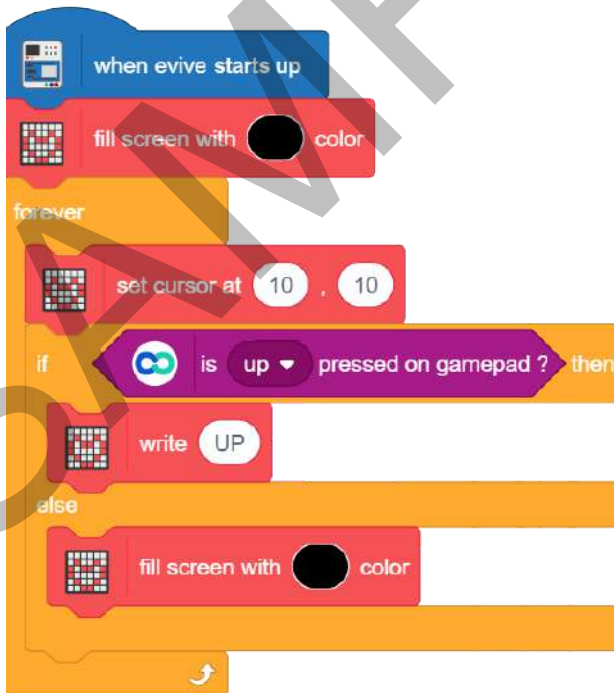 when evive starts up
fill screen with color
forever
set cursor at 10 , 10
if is up pressed on gamepad ? then
write UP
else
fill screen with color